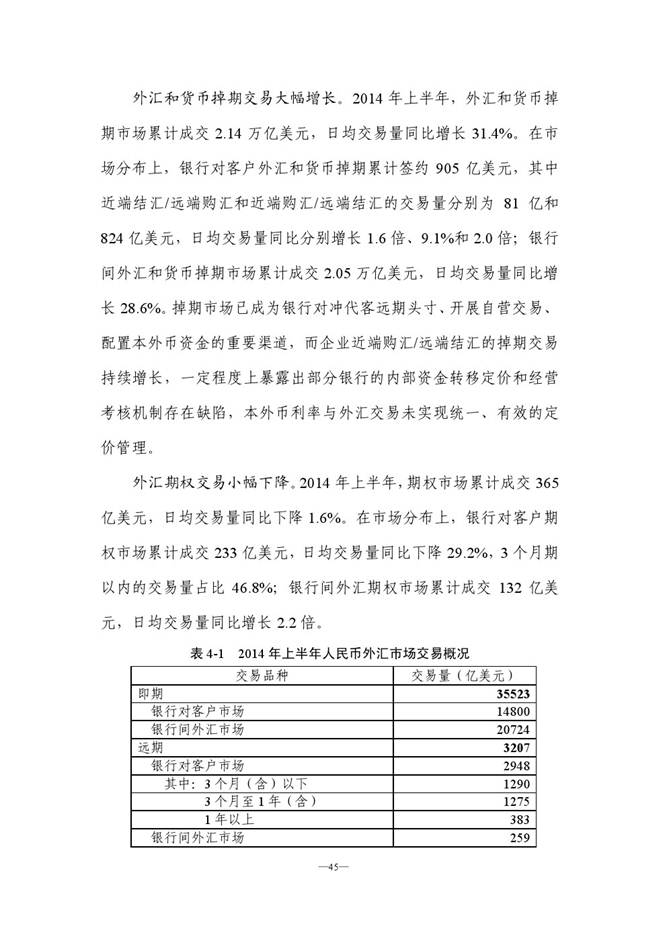 外汇和货币掉期交易大幅增长。2014 年上半年，外汇和货币掉
期市场累计成交 2.14 万亿美元，日均交易量同比增长 31.4%。在市
场分布上，银行对客户外汇和货币掉期累计签约 905 亿美元，其中
近端结汇/远端购汇和近端购汇/远端结汇的交易量分别为 81 亿和
824 亿美元，日均交易量同比分别增长 1.6 倍、9.1%和 2.0 倍；银行
间外汇和货币掉期市场累计成交 2.05 万亿美元，日均交易量同比增
长 28.6%。掉期市场已成为银行对冲代客远期头寸、开展自营交易、
配置本外币资金的重要渠道，而企业近端购汇/远端结汇的掉期交易
持续增长，一定程度上暴露出部分银行的内部资金转移定价和经营
考核机制存在缺陷，本外币利率与外汇交易未实现统一、有效的定
价管理。
外汇期权交易小幅下降。2014 年上半年，期权市场累计成交 365
亿美元，日均交易量同比下降 1.6%。在市场分布上，银行对客户期
权市场累计成交 233 亿美元，日均交易量同比下降 29.2%，3 个月期
以内的交易量占比 46.8%；银行间外汇期权市场累计成交 132 亿美
元，日均交易量同比增长 2.2 倍。
表 4-1 2014 年上半年人民币外汇市场交易概况
交易品种 交易量（亿美元）
即期 35523
银行对客户市场 14800
银行间外汇市场 20724
远期 3207
银行对客户市场 2948
其中：3 个月（含）以下 1290
3 个月至 1 年（含） 1275
1 年以上 383
银行间外汇市场 259
—45—